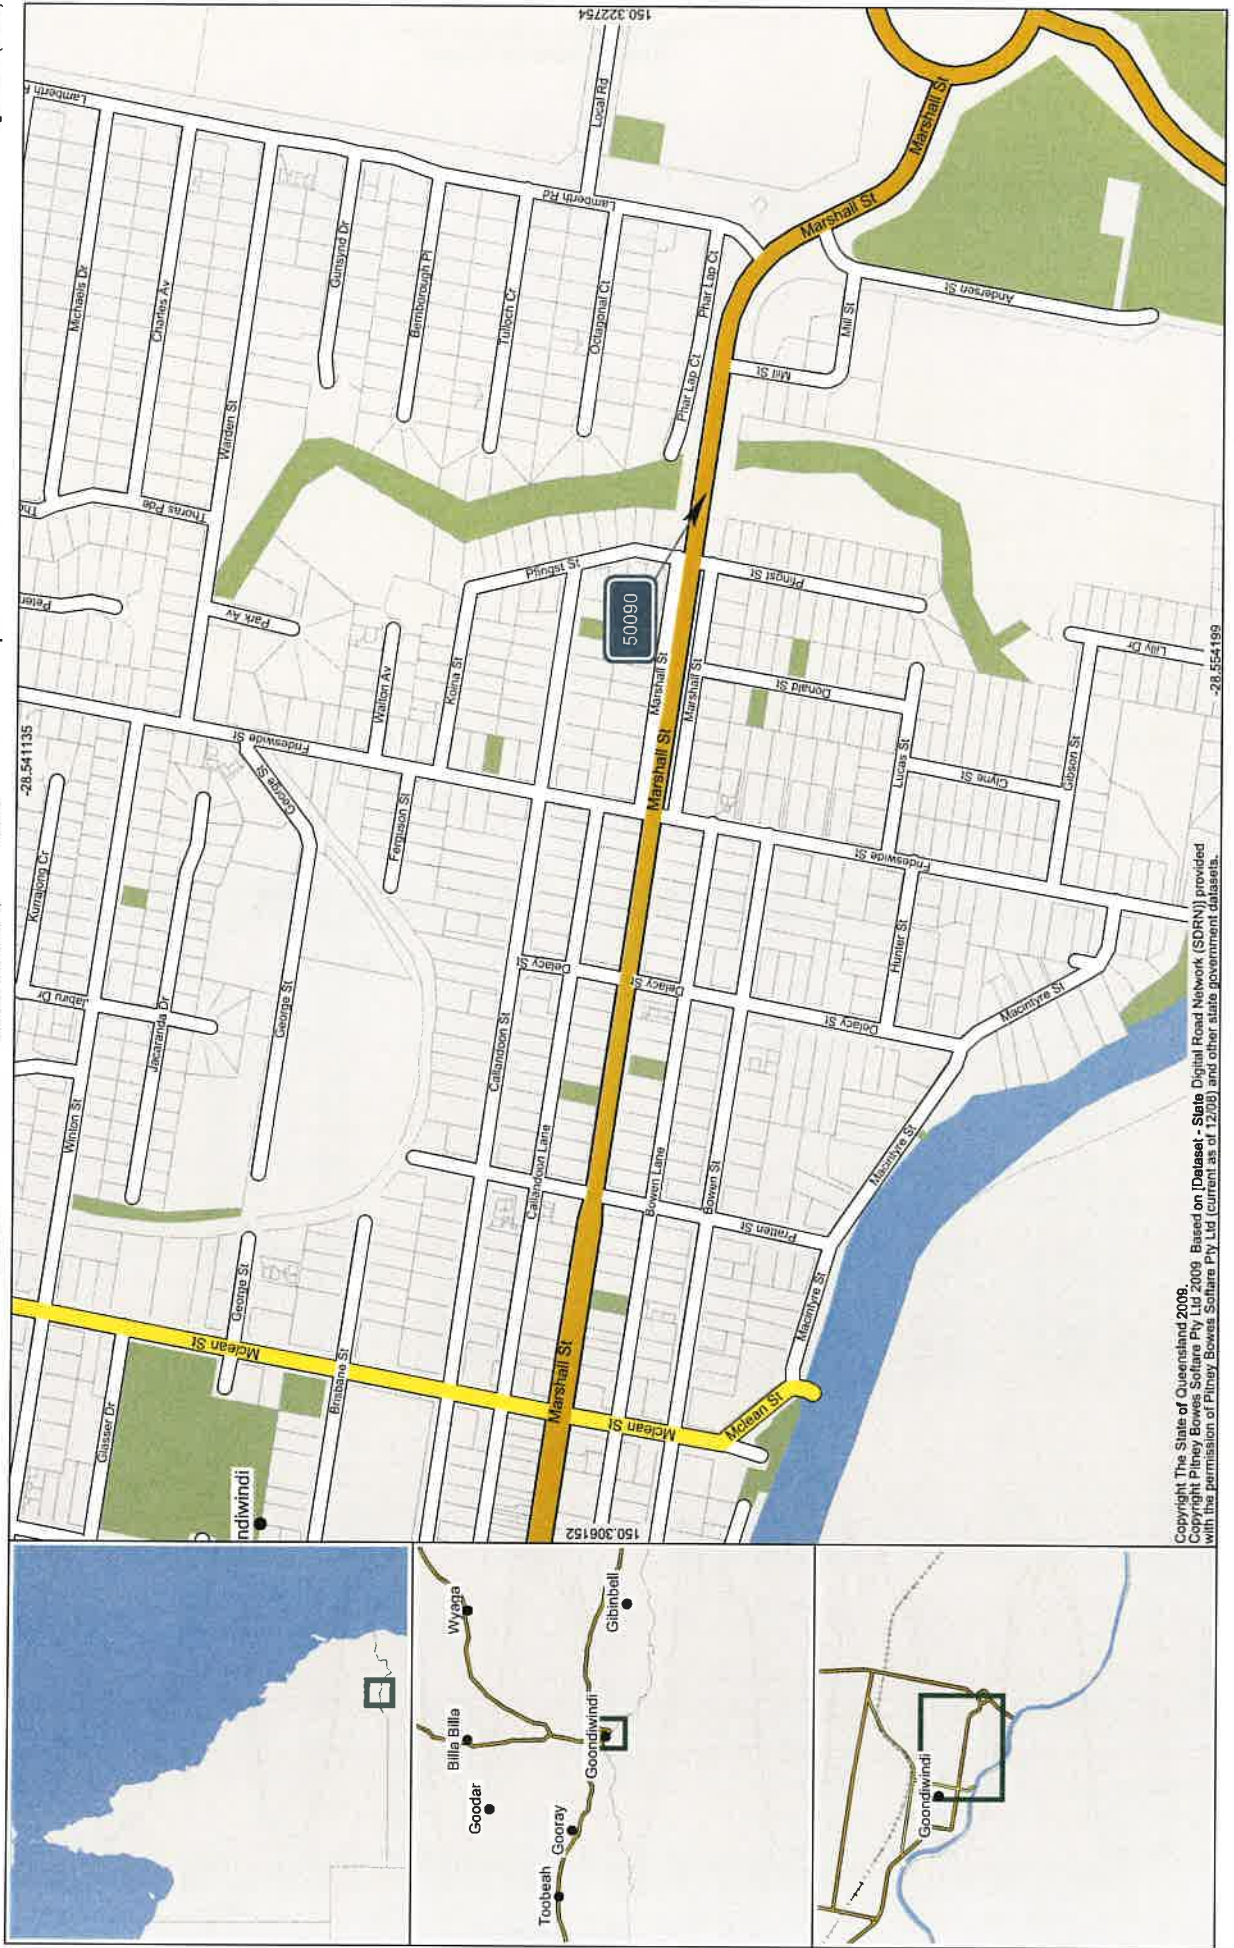 150.322754
-28.541135
150.306152
-28.554199
Lamberth
Michaels Dr
Charles Av
Warden St
Gunsynd Dr
Bernborough Pl
Tulloch Cr
Octagonal Ct
Lamberth Rd
Local Rd
Phar Lap Ct
Phar Lap Ct
Marshall St
Marshall St
Mill St
Mill St
Anderson St
Thoras Pde
Peter
Park Av
Walton Av
Koina St
Pfingst St
Pfingst St
50090
Marshall St
Marshall St
Marshall St
Donald St
Lucas St
Clyne St
Gibson St
Lilly Dr
Frideswide St
Frideswide St
George St
Ferguson St
Kurrajong Cr
Jabiru Dr
Jacaranda Dr
George St
Winton St
Callandoon St
Callandoon Lane
Delacy St
Delacy St
Delacy St
Hunter St
Macintyre St
Macintyre St
Macintyre St
Bowen Lane
Bowen St
Pratten St
George St
Brisbane St
Mclean St
Mclean St
Mclean St
Marshall St
Glasser Dr
ndiwindi
Copyright The State of Queensland 2009.
Copyright Pitney Bowes Softare Pty Ltd 2009. Based on [Dataset - State Digital Road Network (SDRN)] provided
with the permission of Pitney Bowes Softare Pty Ltd (current as of 12/08) and other state government datasets.
Wyaga
Billa Billa
Goodar
Gibinbell
Goondiwindi
Gooray
Toobeah
Goondiwindi